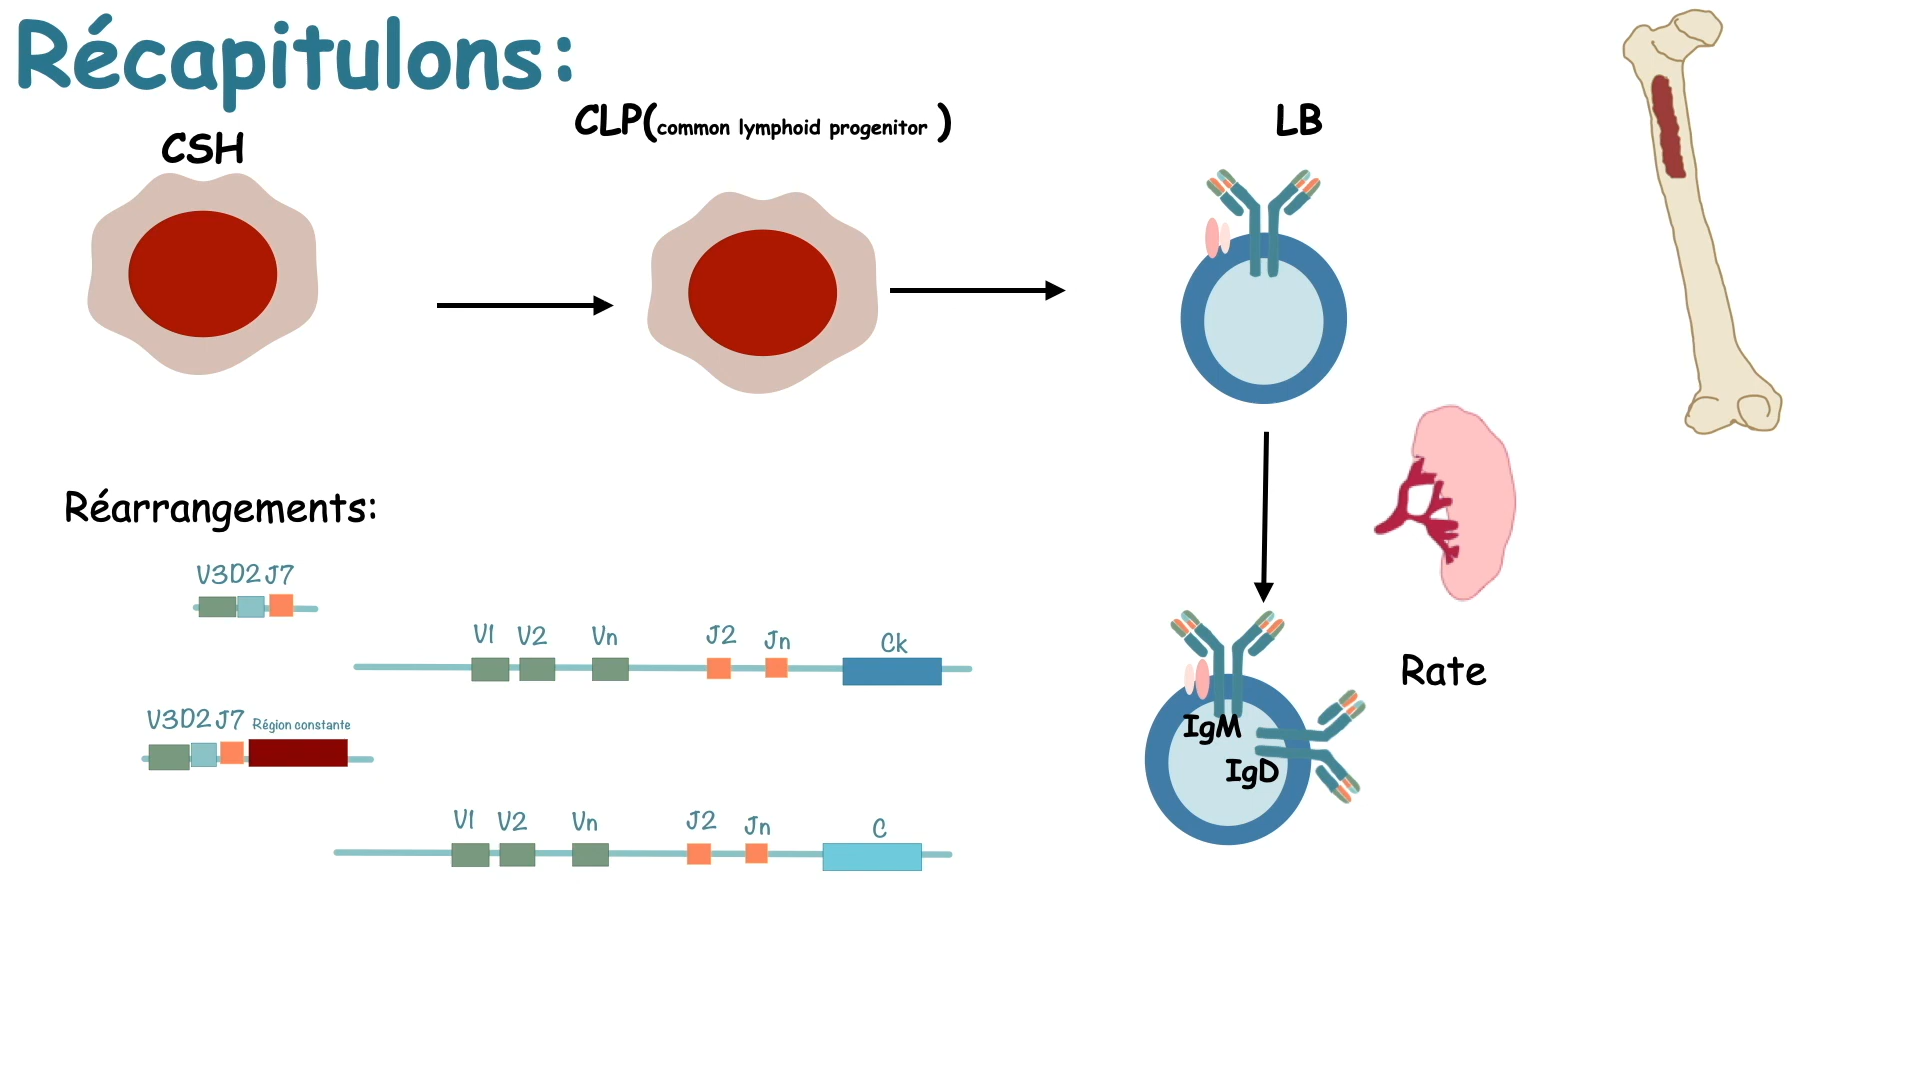 Récapitulons:
CSH
CLP(common lymphoid progenitor )
LB
Réarrangements:
V3D2J7
V1 V2 Vn J2 Jn Ck
Rate
V3D2J7 Région constante
IgM
IgD
V1 V2 Vn J2 Jn C